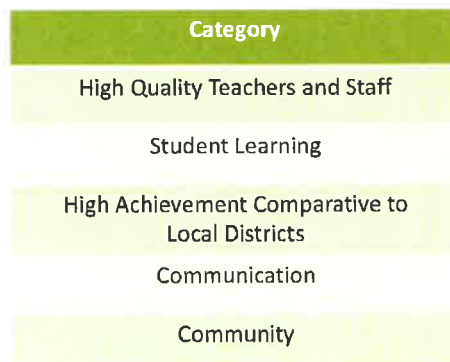 Category
High Quality Teachers and Staff
Student Learning
High Achievement Comparative to
Local Districts
Communication
Community